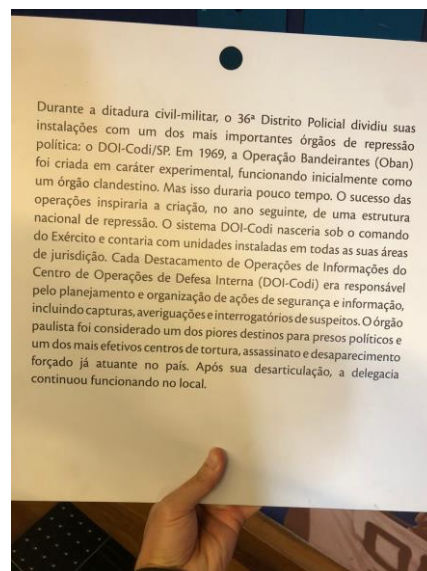 Durante a ditadura civil-militar, o 36ª Distrito Policial dividiu suas
instalações com um dos mais importantes órgãos de repressão
política: o DOI-Codi/SP. Em 1969, a Operação Bandeirantes (Oban)
foi criada em caráter experimental, funcionando inicialmente como
um órgão clandestino. Mas isso duraria pouco tempo. O sucesso das
operações inspiraria a criação, no ano seguinte, de uma estrutura
nacional de repressão. O sistema DOI-Codi nasceria sob o comando
do Exército e contaria com unidades instaladas em todas as suas áreas
de jurisdição. Cada Destacamento de Operações de Informações do
Centro de Operações de Defesa Interna (DOI-Codi) era responsável
pelo planejamento e organização de ações de segurança e informação,
incluindo capturas, averiguações e interrogatórios de suspeitos. O órgão
paulista foi considerado um dos piores destinos para presos políticos e
um dos mais efetivos centros de tortura, assassinato e desaparecimento
forçado já atuante no país. Após sua desarticulação, a delegacia
continuou funcionando no local.